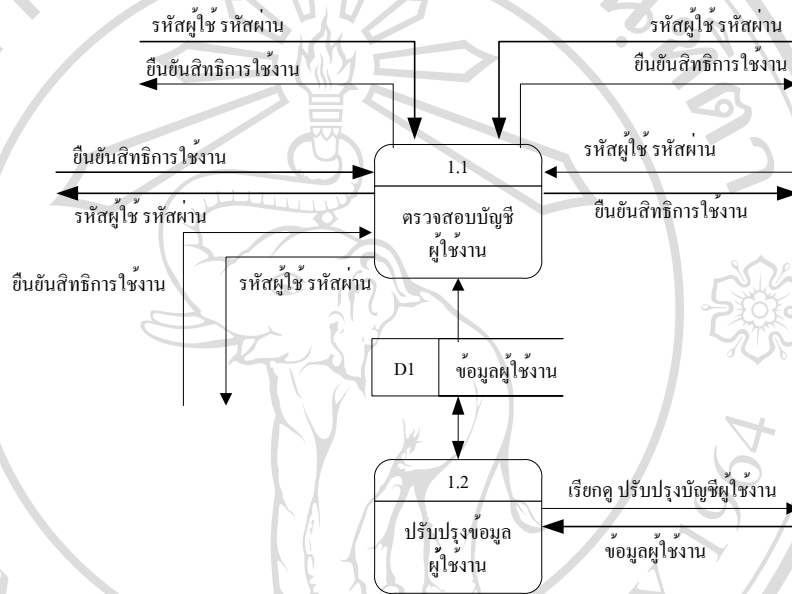 รหัสผู้ใช้ รหัสผ่าน
รหัสผู้ใช้ รหัสผ่าน
ยืนยันสิทธิการใช้งาน
ยืนยันสิทธิการใช้งาน
ยืนยันสิทธิการใช้งาน
1.1
รหัสผู้ใช้ รหัสผ่าน
รหัสผู้ใช้ รหัสผ่าน
ตรวจสอบบัญชี
ผู้ใช้งาน
ยืนยันสิทธิการใช้งาน
ยืนยันสิทธิการใช้งาน
รหัสผู้ใช้ รหัสผ่าน
D1
ข้อมูลผู้ใช้งาน
1.2
ปรับปรุงข้อมูล
ผู้ใช้งาน
เรียกดู ปรับปรุงบัญชีผู้ใช้งาน
ข้อมูลผู้ใช้งาน
1964